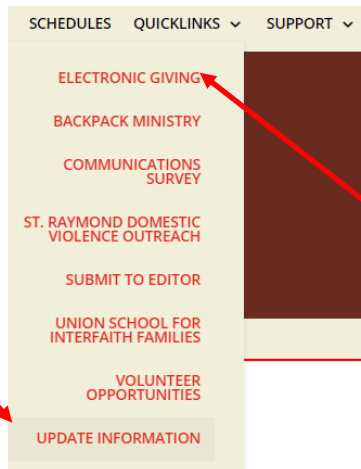 SCHEDULES QUICKLINKS SUPPORT
ELECTRONIC GIVING
BACKPACK MINISTRY
COMMUNICATIONS
SURVEY
ST. RAYMOND DOMESTIC
VIOLENCE OUTREACH
SUBMIT TO EDITOR
UNION SCHOOL FOR
INTERFAITH FAMILIES
VOLUNTEER
OPPORTUNITIES
UPDATE INFORMATION